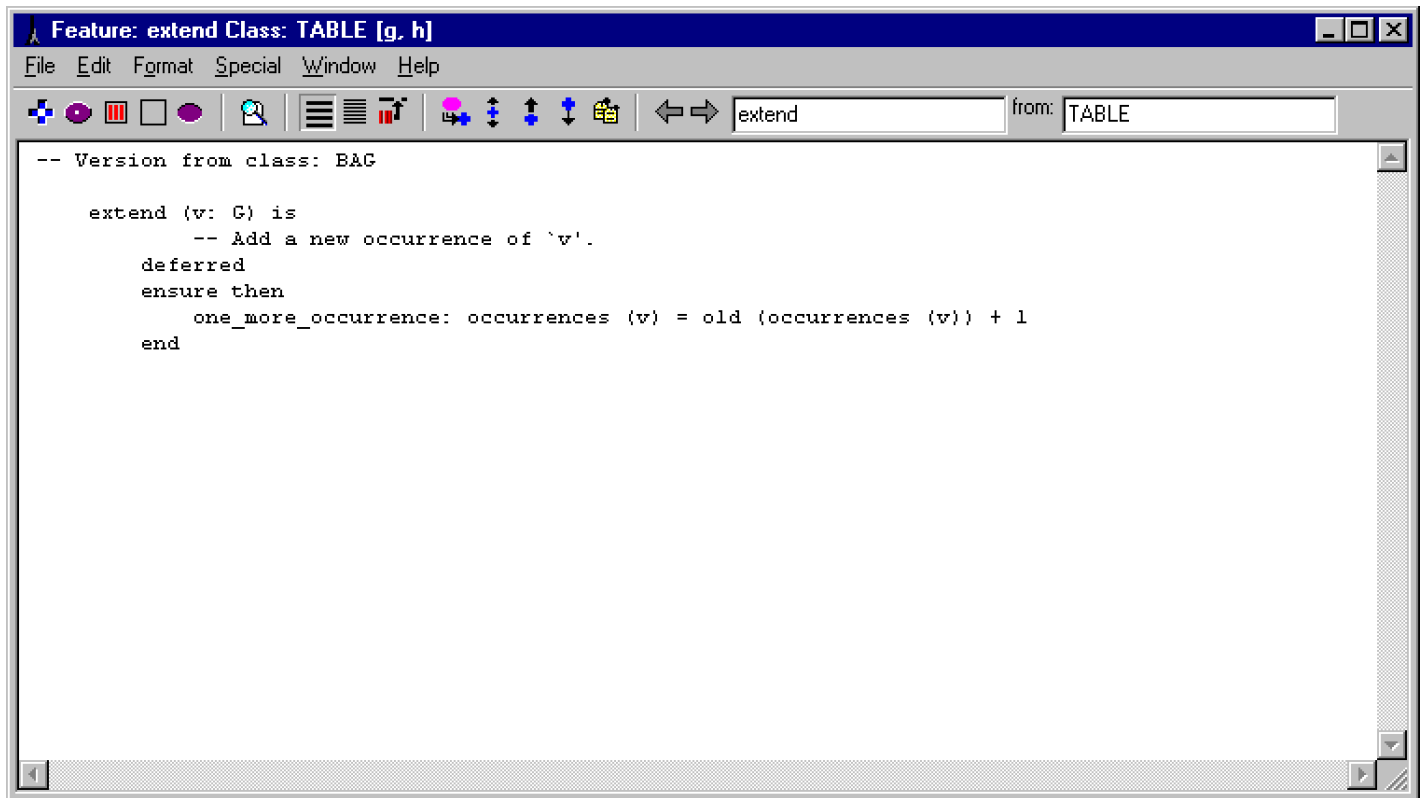 Feature: extend Class: TABLE [g, h]
File Edit Format Special Window Help
extend from: TABLE
-- Version from class: BAG
extend (v: G) is
-- Add a new occurrence of `v'.
deferred
ensure then
one_more_occurrence: occurrences (v) = old (occurrences (v)) + 1
end